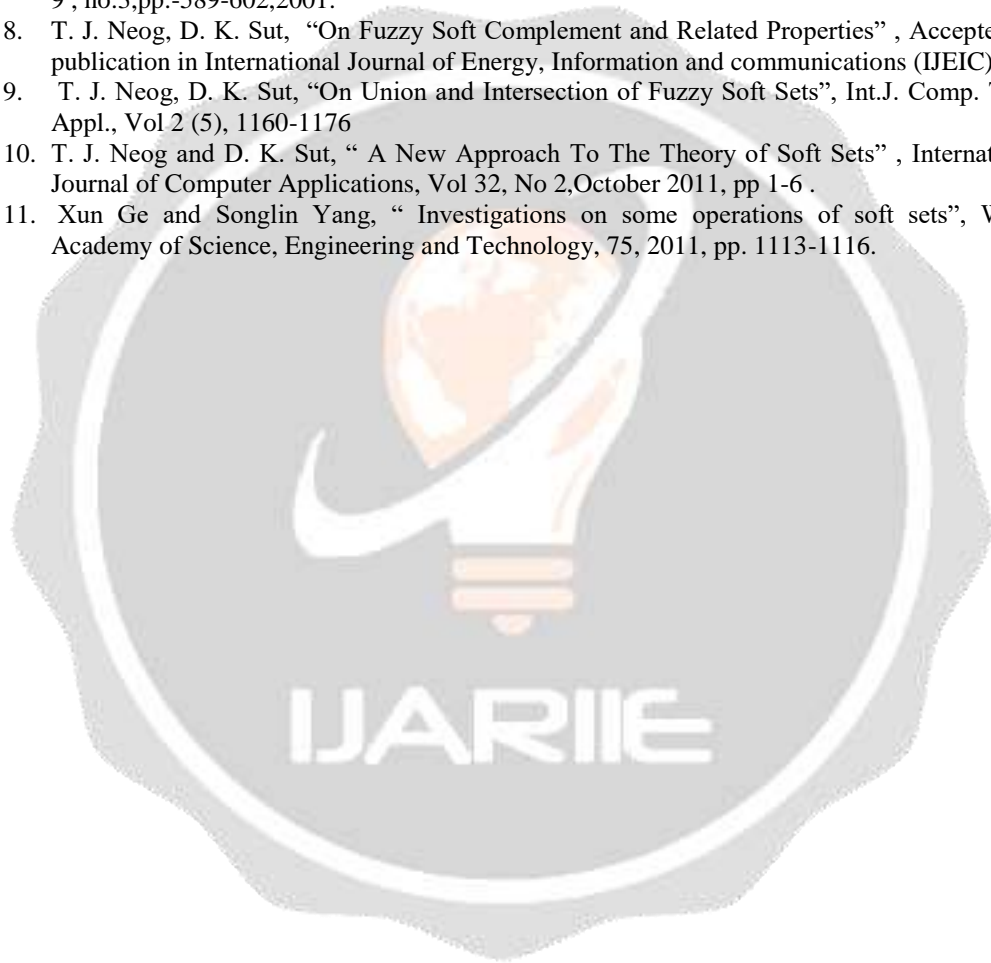 9 , no.3,pp.-589-602,2001.
8. T. J. Neog, D. K. Sut, “On Fuzzy Soft Complement and Related Properties” , Accepte
publication in International Journal of Energy, Information and communications (IJEIC)
9. T. J. Neog, D. K. Sut, “On Union and Intersection of Fuzzy Soft Sets”, Int.J. Comp.
Appl., Vol 2 (5), 1160-1176
10. T. J. Neog and D. K. Sut, “ A New Approach To The Theory of Soft Sets” , Internat
Journal of Computer Applications, Vol 32, No 2,October 2011, pp 1-6 .
11. Xun Ge and Songlin Yang, “ Investigations on some operations of soft sets”, W
Academy of Science, Engineering and Technology, 75, 2011, pp. 1113-1116.
IJARIIE